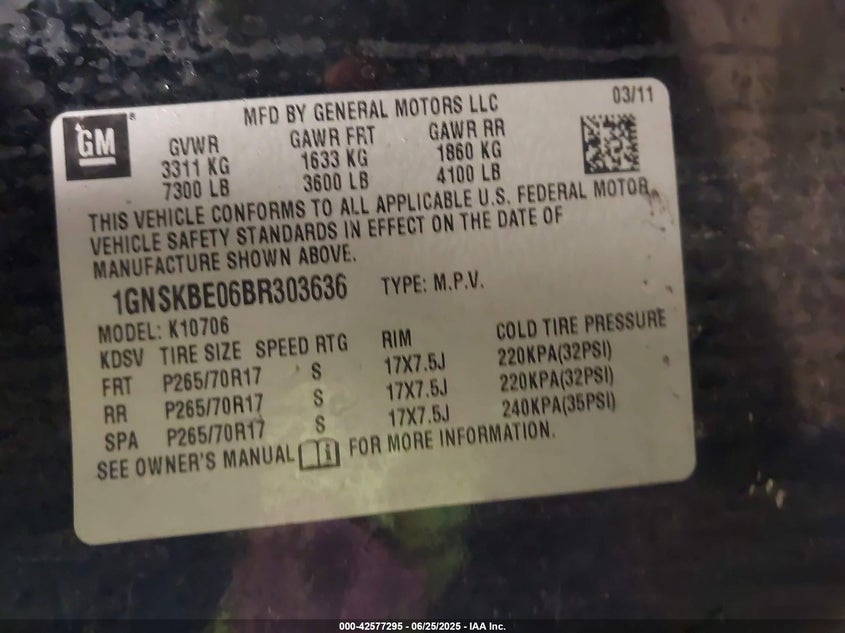 MFD BY GENERAL MOTORS LLC 03/11
GM
GVWR GAWR FRT GAWR RR
3311 KG 1633 KG 1860 KG
7300 LB 3600 LB 4100 LB
THIS VEHICLE CONFORMS TO ALL APPLICABLE U.S. FEDERAL MOTOR
VEHICLE SAFETY STANDARDS IN EFFECT ON THE DATE OF
MANUFACTURE SHOWN ABOVE.
1GNSKBE06BR303636 TYPE: M.P.V.
MODEL: K10706
KDSV TIRE SIZE SPEED RTG RIM COLD TIRE PRESSURE
FRT P265/70R17 S 17X7.5J 220KPA(32PSI)
RR P265/70R17 S 17X7.5J 220KPA(32PSI)
SPA P265/70R17 S 17X7.5J 240KPA(35PSI)
SEE OWNER'S MANUAL FOR MORE INFORMATION.
000-42577295 - 06/25/2025 - IAA Inc.